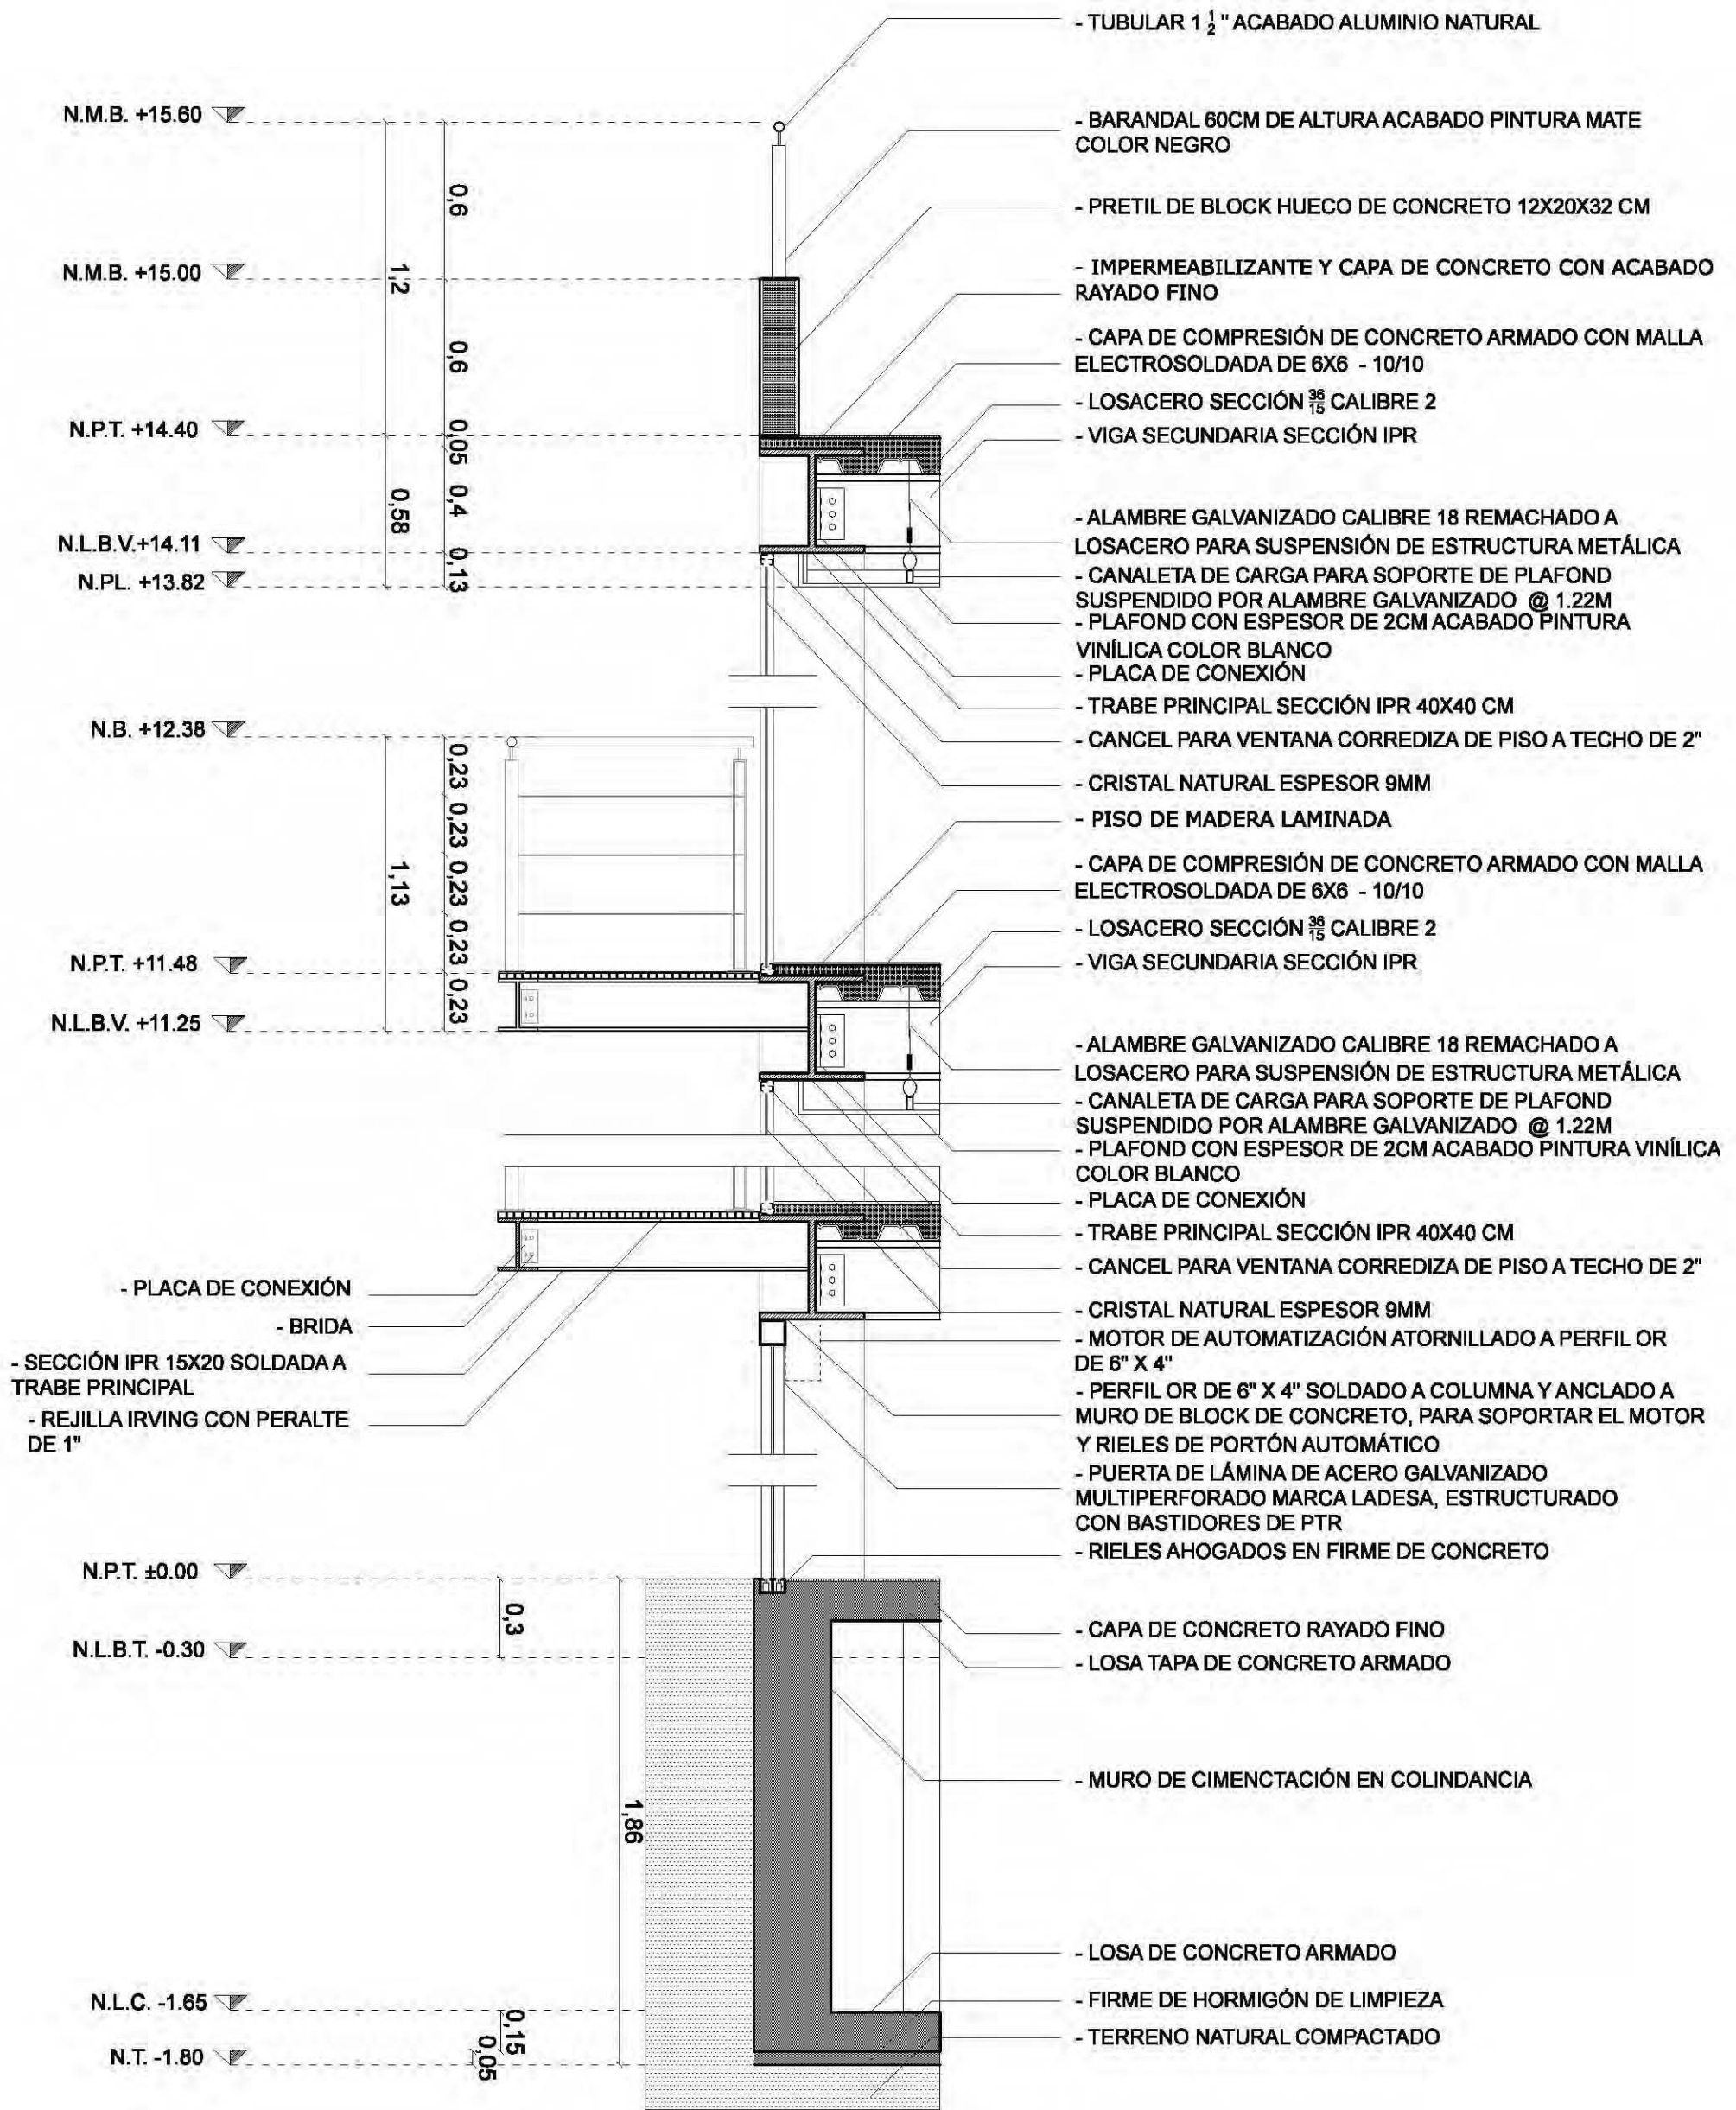 - TUBULAR 1 1/2 " ACABADO ALUMINIO NATURAL
N.M.B. +15.60
- BARANDAL 60CM DE ALTURA ACABADO PINTURA MATE
COLOR NEGRO
0,6
- PRETIL DE BLOCK HUECO DE CONCRETO 12X20X32 CM
N.M.B. +15.00
1,2
- IMPERMEABILIZANTE Y CAPA DE CONCRETO CON ACABADO
RAYADO FINO
0,6
- CAPA DE COMPRESIÓN DE CONCRETO ARMADO CON MALLA
ELECTROSOLDADA DE 6X6 - 10/10
- LOSACERO SECCIÓN 36/15 CALIBRE 2
N.P.T. +14.40
0,05
- VIGA SECUNDARIA SECCIÓN IPR
0,4
0,58
- ALAMBRE GALVANIZADO CALIBRE 18 REMACHADO A
LOSACERO PARA SUSPENSIÓN DE ESTRUCTURA METÁLICA
N.L.B.V.+14.11
0,13
N.PL. +13.82
- CANALETA DE CARGA PARA SOPORTE DE PLAFOND
SUSPENDIDO POR ALAMBRE GALVANIZADO @ 1.22M
- PLAFOND CON ESPESOR DE 2CM ACABADO PINTURA
VINÍLICA COLOR BLANCO
- PLACA DE CONEXIÓN
- TRABE PRINCIPAL SECCIÓN IPR 40X40 CM
N.B. +12.38
- CANCEL PARA VENTANA CORREDIZA DE PISO A TECHO DE 2"
0,23
- CRISTAL NATURAL ESPESOR 9MM
0,23
- PISO DE MADERA LAMINADA
1,13
0,23
- CAPA DE COMPRESIÓN DE CONCRETO ARMADO CON MALLA
ELECTROSOLDADA DE 6X6 - 10/10
0,23
- LOSACERO SECCIÓN 36/15 CALIBRE 2
N.P.T. +11.48
- VIGA SECUNDARIA SECCIÓN IPR
0,23
N.L.B.V. +11.25
- ALAMBRE GALVANIZADO CALIBRE 18 REMACHADO A
LOSACERO PARA SUSPENSIÓN DE ESTRUCTURA METÁLICA
- CANALETA DE CARGA PARA SOPORTE DE PLAFOND
SUSPENDIDO POR ALAMBRE GALVANIZADO @ 1.22M
- PLAFOND CON ESPESOR DE 2CM ACABADO PINTURA VINÍLICA
COLOR BLANCO
- PLACA DE CONEXIÓN
- TRABE PRINCIPAL SECCIÓN IPR 40X40 CM
- CANCEL PARA VENTANA CORREDIZA DE PISO A TECHO DE 2"
- PLACA DE CONEXIÓN
- CRISTAL NATURAL ESPESOR 9MM
- BRIDA
- MOTOR DE AUTOMATIZACIÓN ATORNILLADO A PERFIL OR
DE 6" X 4"
- SECCIÓN IPR 15X20 SOLDADA A
TRABE PRINCIPAL
- PERFIL OR DE 6" X 4" SOLDADO A COLUMNA Y ANCLADO A
MURO DE BLOCK DE CONCRETO, PARA SOPORTAR EL MOTOR
Y RIELES DE PORTÓN AUTOMÁTICO
- REJILLA IRVING CON PERALTE
DE 1"
- PUERTA DE LÁMINA DE ACERO GALVANIZADO
MULTIPERFORADO MARCA LADESA, ESTRUCTURADO
CON BASTIDORES DE PTR
- RIELES AHOGADOS EN FIRME DE CONCRETO
N.P.T. ±0.00
0,3
- CAPA DE CONCRETO RAYADO FINO
N.L.B.T. -0.30
- LOSA TAPA DE CONCRETO ARMADO
- MURO DE CIMENCTACIÓN EN COLINDANCIA
1,86
- LOSA DE CONCRETO ARMADO
N.L.C. -1.65
- FIRME DE HORMIGÓN DE LIMPIEZA
0,15
- TERRENO NATURAL COMPACTADO
N.T. -1.80
0,05